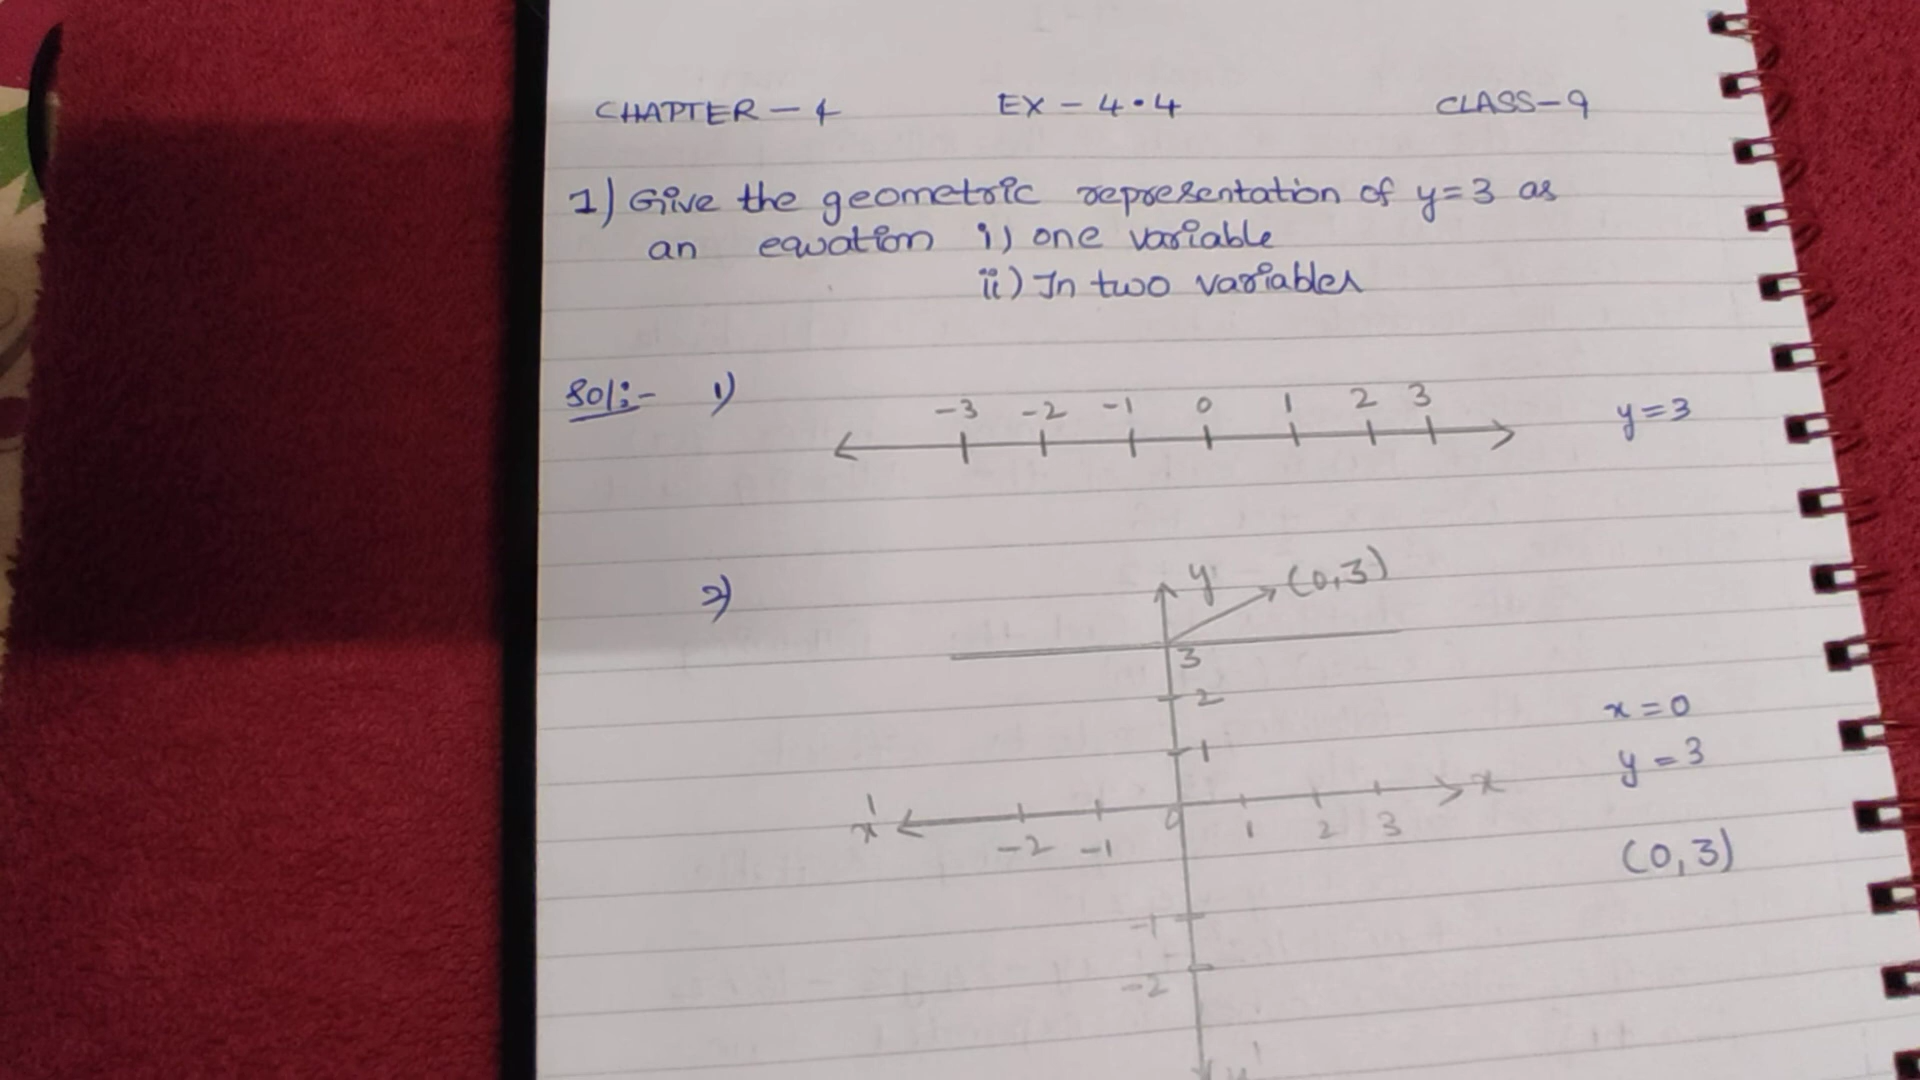 CHAPTER - 4 EX - 4.4 CLASS-9
1) Give the geometric representation of y=3 as
an equation i) one variable
ii) In two variables
Sol:- 1)
-3 -2 -1 0 1 2 3 y=3
2)
y (0,3)
3
2
1
x=0
y=3
x' -2 -1 0 1 2 3 x
(0,3)
-1
-2
y'